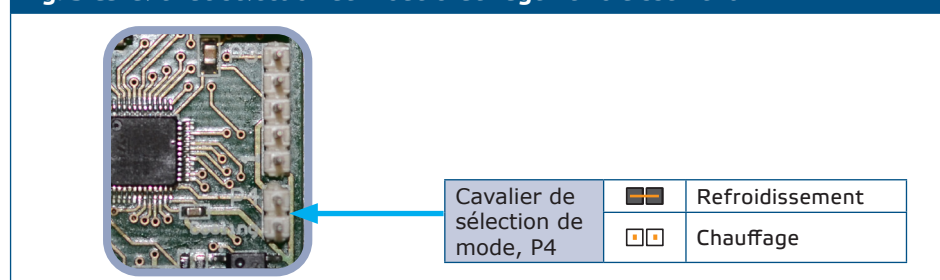 Cavalier de
sélection de
mode, P4
Refroidissement
Chauffage